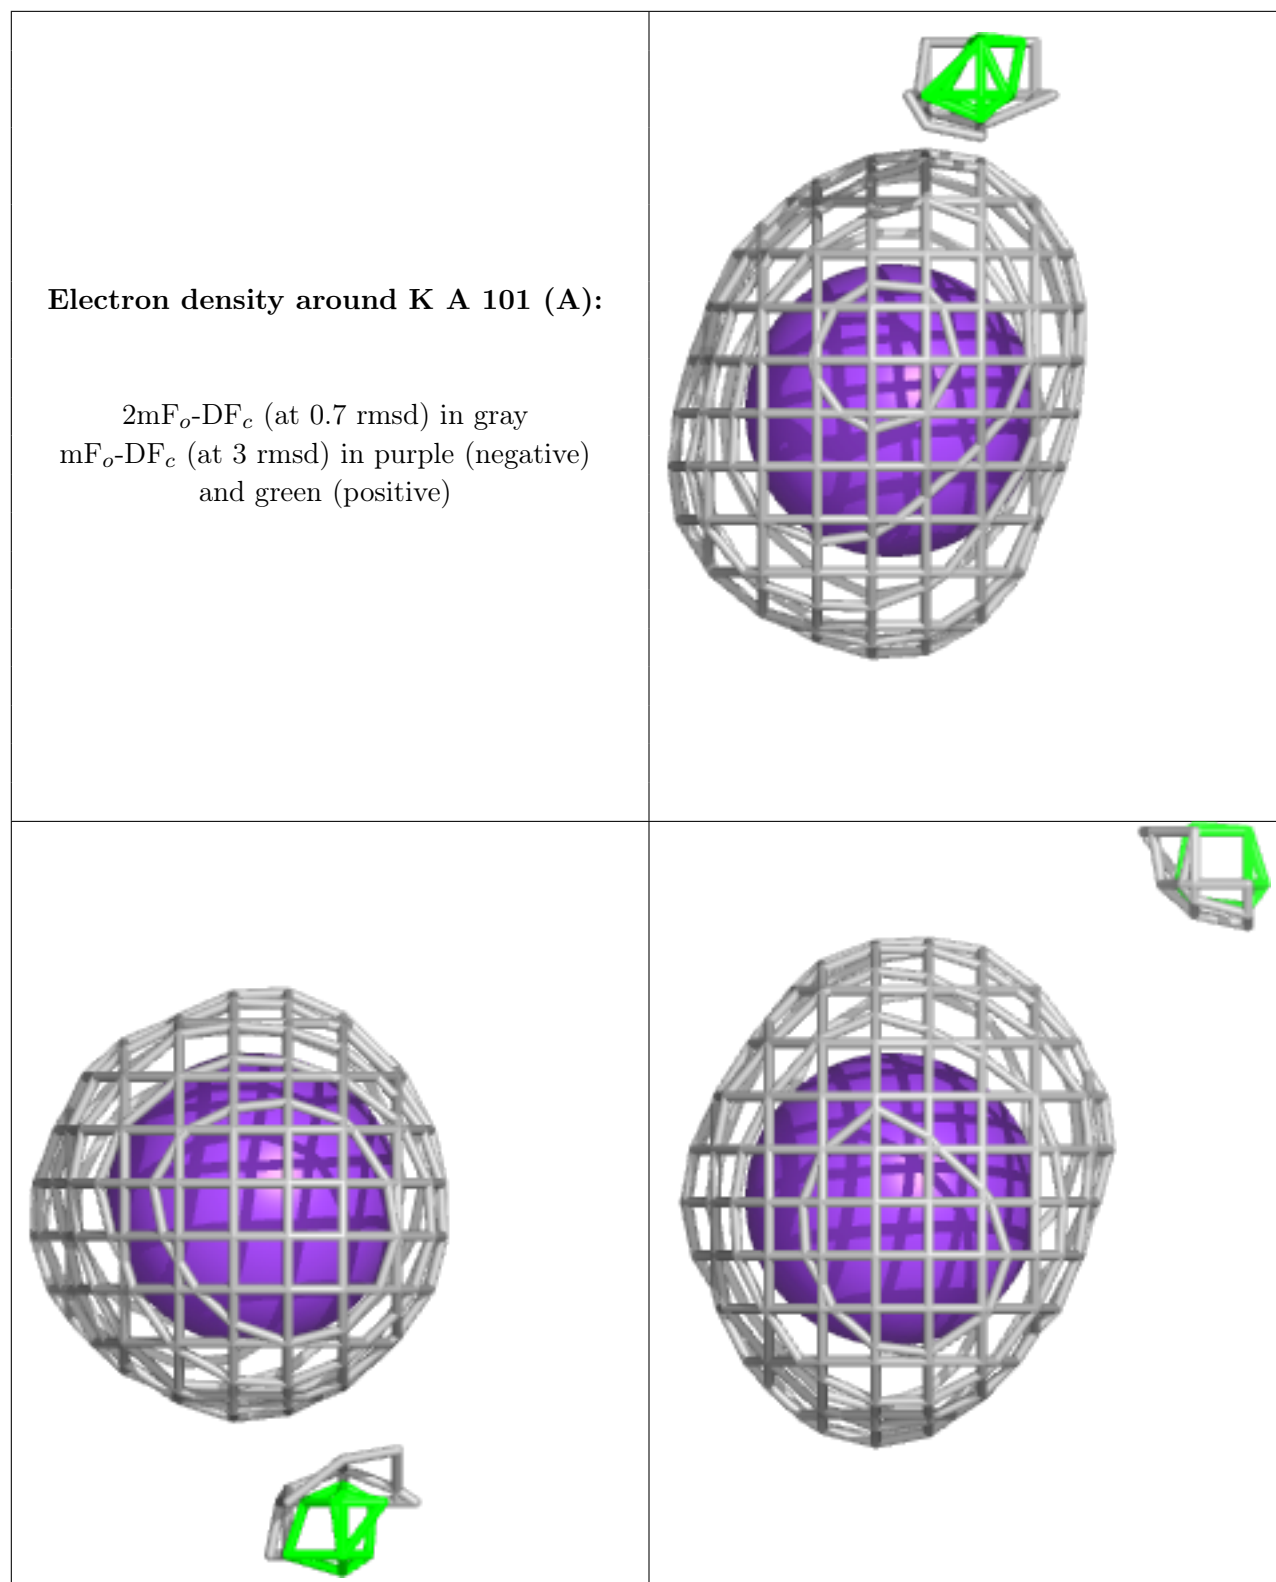 Electron density around K A 101 (A):
2mFo-DFc (at 0.7 rmsd) in gray
mFo-DFc (at 3 rmsd) in purple (negative)
and green (positive)